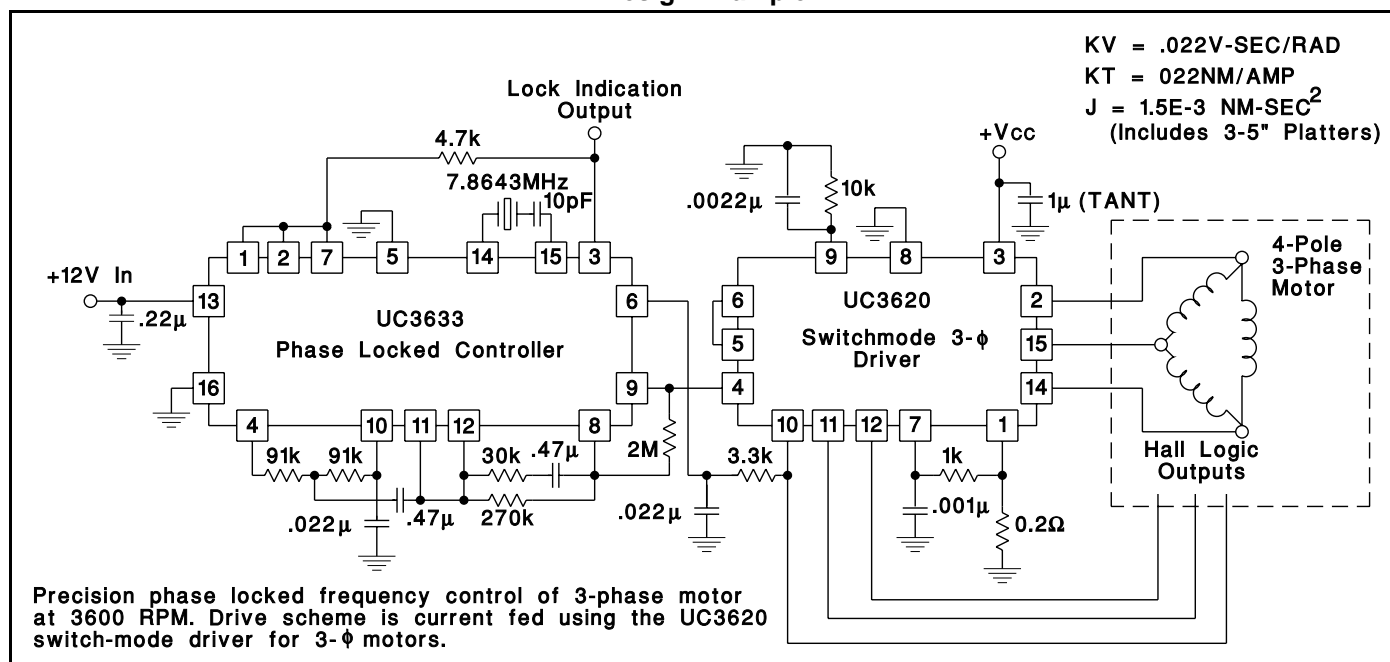 KV = .022V-SEC/RAD
KT = 022NM/AMP
J = 1.5E-3 NM-SEC2
(Includes 3-5" Platters)
Lock Indication
Output
4.7k
7.8643MHz
10pF
+12V In
.22µ
1
2
7
5
14
15
3
13
16
6
9
4
10
11
12
8
UC3633
Phase Locked Controller
91k
91k
.022µ
.47µ
30k
.47µ
270k
2M
.022µ
3.3k
.0022µ
10k
+VCC
1µ (TANT)
9
8
3
6
5
4
2
15
14
10
11
12
7
1
UC3620
Switchmode 3-ϕ
Driver
1k
.001µ
0.2Ω
4-Pole
3-Phase
Motor
Hall Logic
Outputs
Precision phase locked frequency control of 3-phase motor
at 3600 RPM. Drive scheme is current fed using the UC3620
switch-mode driver for 3-ϕ motors.